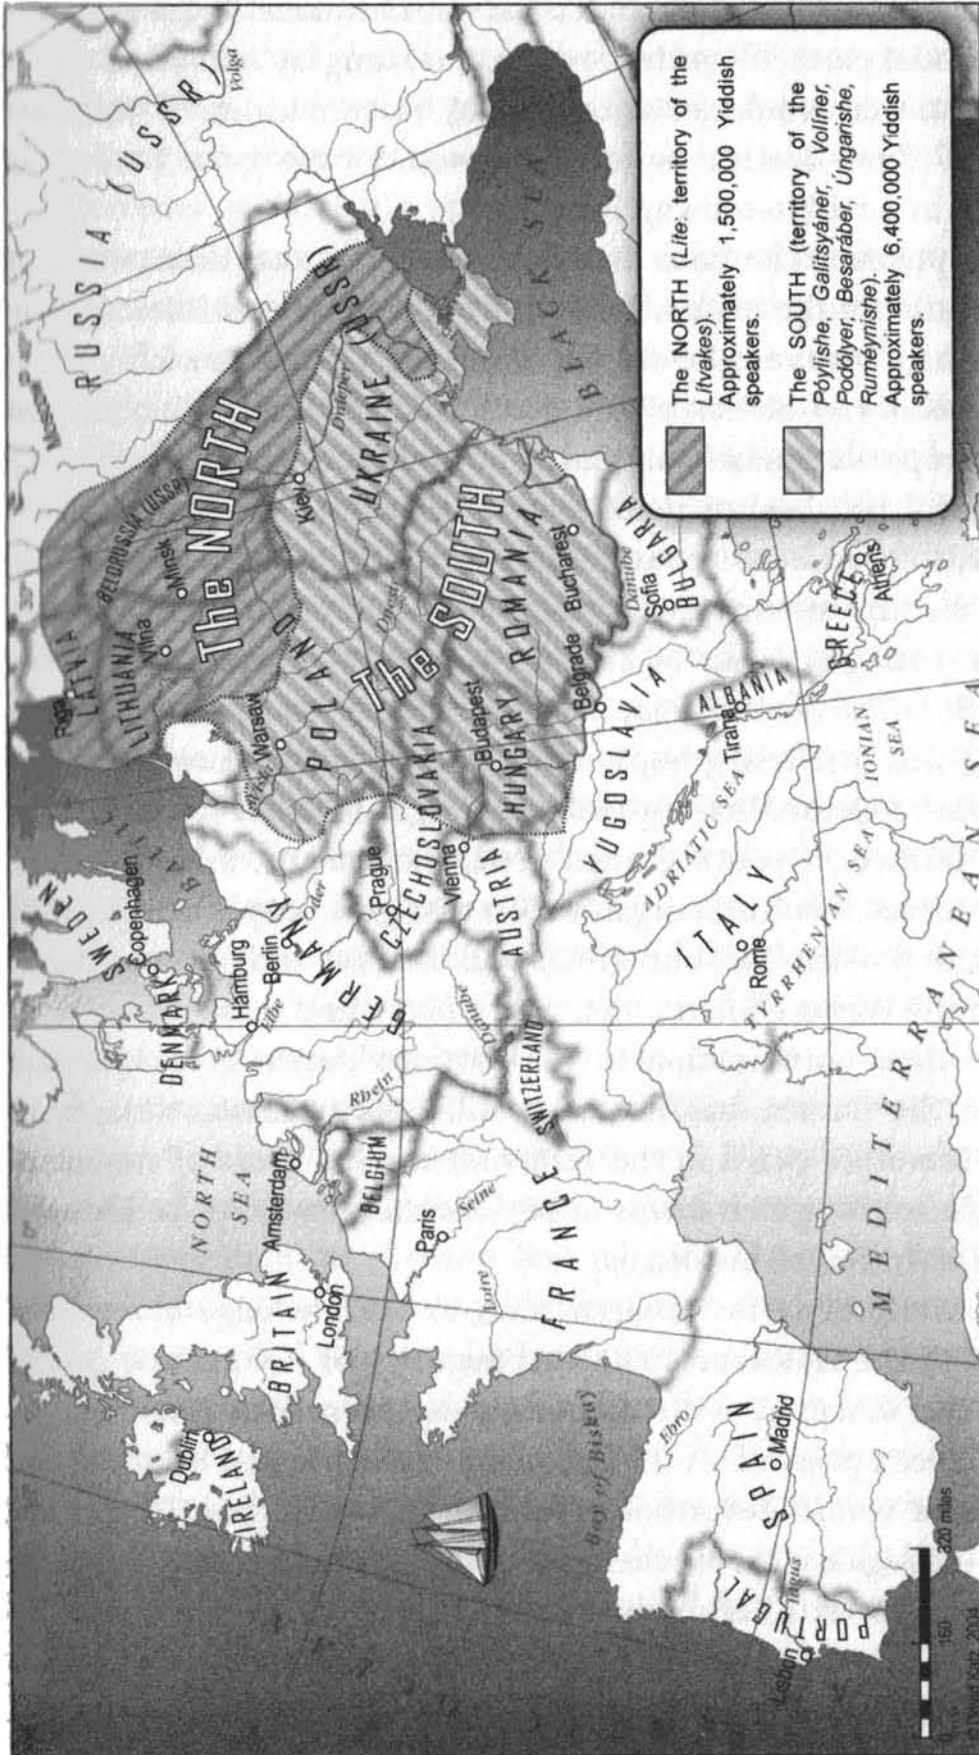 SWEDEN
Copenhagen
DENMARK
BALTIC
NORTH
SEA
Dublin
IRELAND
BRITAIN
London
Amsterdam
Hamburg
Elbe
Berlin
Oder
GERMANY
Rhein
BELGIUM
Paris
Seine
Loire
FRANCE
Bay of Biskay
Prague
CZECHOSLOVAKIA
Vienna
AUSTRIA
Danube
SWITZERLAND
Riga
LATVIA
LITHUANIA
Vilna
BELORUSSIA (USSR)
Minsk
The NORTH
Moscow
RUSSIA (USSR)
Volga
Warsaw
POLAND
Kiev
UKRAINE
(USSR)
Dnieper
Dniestr
The SOUTH
Budapest
HUNGARY
ROMANIA
Bucharest
Belgrade
YUGOSLAVIA
Danube
Sofia
BULGARIA
BLACK SEA
ALBANIA
Tirana
GREECE
Athens
ADRIATIC SEA
IONIAN
SEA
ITALY
Rome
TYRRHENIAN SEA
MEDITERRANEAN
Ebro
SPAIN
Madrid
PORTUGAL
Lisbon
0 160 320 miles
The NORTH (Lite: territory of the
Litvakes).
Approximately 1,500,000 Yiddish
speakers.
The SOUTH (territory of the
Póylishe, Galitsyáner, Vollner,
Podolyer, Besaráber, Úngarishe,
Ruméynishe).
Approximately 6,400,000 Yiddish
speakers.